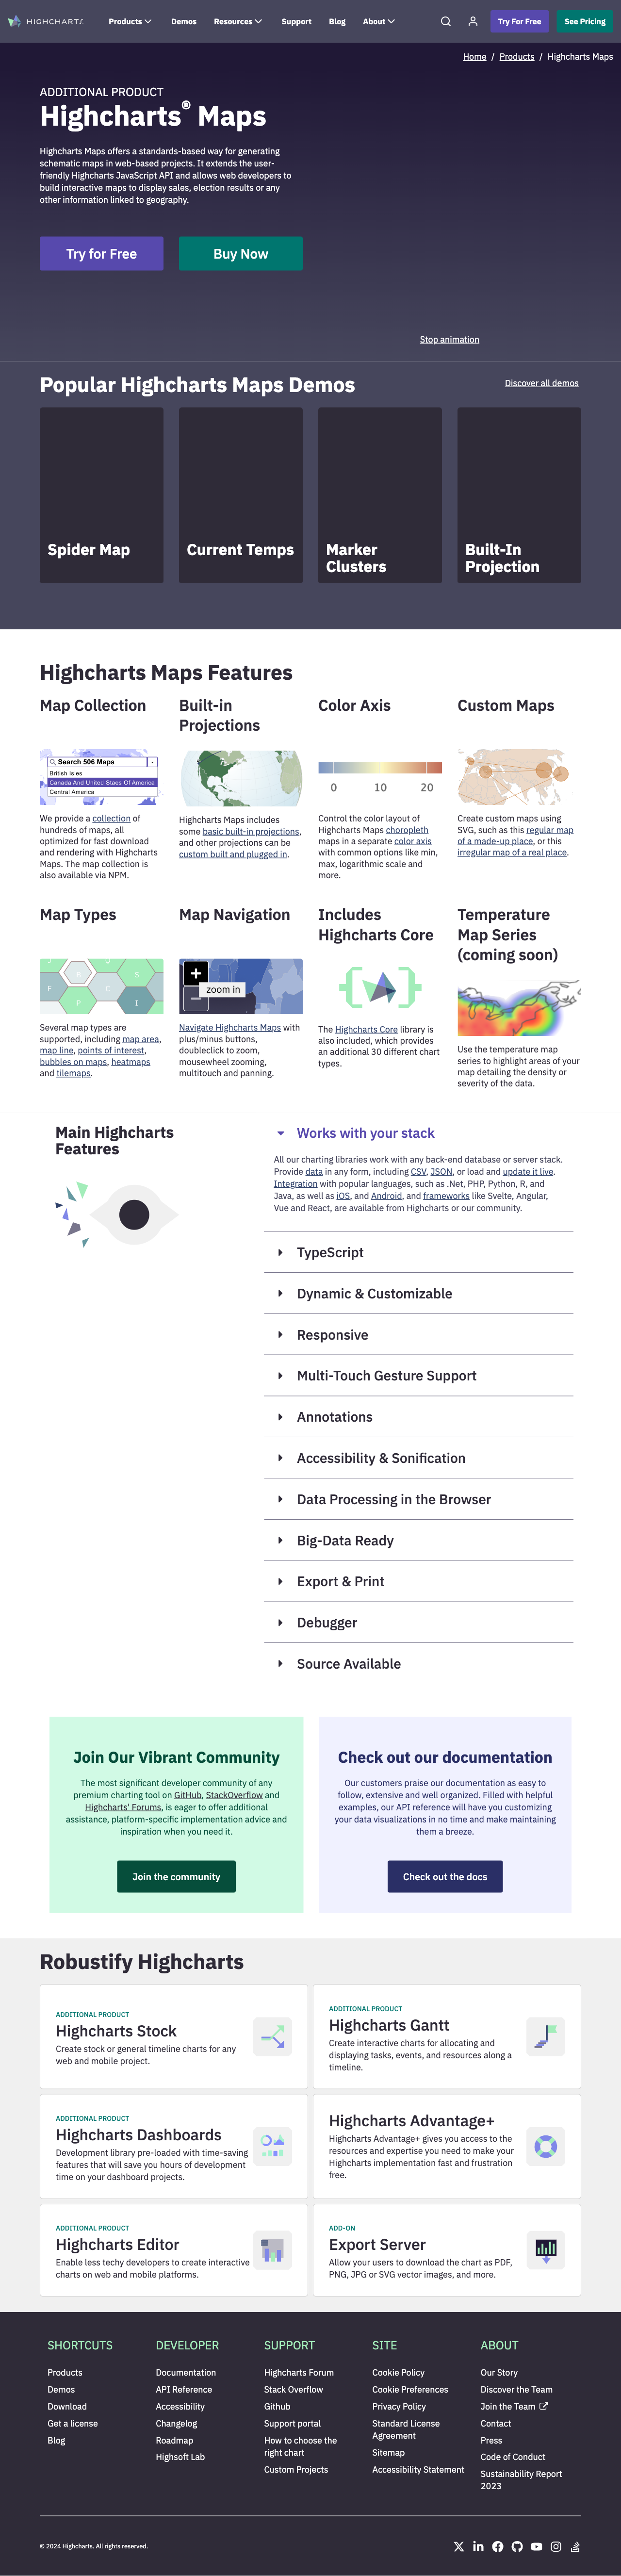 HIGHCHARTS
Products
Demos
Resources
Support
Blog
About
Try For Free
See Pricing
Home / Products / Highcharts Maps
ADDITIONAL PRODUCT
Highcharts® Maps
Highcharts Maps offers a standards-based way for generating
schematic maps in web-based projects. It extends the user-
friendly Highcharts JavaScript API and allows web developers to
build interactive maps to display sales, election results or any
other information linked to geography.
Try for Free
Buy Now
Stop animation
Popular Highcharts Maps Demos
Discover all demos
Spider Map
Current Temps
Marker
Clusters
Built-In
Projection
Highcharts Maps Features
Map Collection
Search 506 Maps
British Isles
Canada And United Staes Of America
Central America
We provide a collection of
hundreds of maps, all
optimized for fast download
and rendering with Highcharts
Maps. The map collection is
also available via NPM.
Built-in
Projections
Highcharts Maps includes
some basic built-in projections,
and other projections can be
custom built and plugged in.
Color Axis
0 10 20
Control the color layout of
Highcharts Maps choropleth
maps in a separate color axis
with common options like min,
max, logarithmic scale and
more.
Custom Maps
Create custom maps using
SVG, such as this regular map
of a made-up place, or this
irregular map of a real place.
Map Types
S
F
C
P
I
Several map types are
supported, including map area,
map line, points of interest,
bubbles on maps, heatmaps
and tilemaps.
Map Navigation
+
zoom in
Navigate Highcharts Maps with
plus/minus buttons,
doubleclick to zoom,
mousewheel zooming,
multitouch and panning.
Includes
Highcharts Core
The Highcharts Core library is
also included, which provides
an additional 30 different chart
types.
Temperature
Map Series
(coming soon)
Use the temperature map
series to highlight areas of your
map detailing the density or
severity of the data.
Main Highcharts
Features
Works with your stack
All our charting libraries work with any back-end database or server stack.
Provide data in any form, including CSV, JSON, or load and update it live.
Integration with popular languages, such as .Net, PHP, Python, R, and
Java, as well as iOS, and Android, and frameworks like Svelte, Angular,
Vue and React, are available from Highcharts or our community.
TypeScript
Dynamic & Customizable
Responsive
Multi-Touch Gesture Support
Annotations
Accessibility & Sonification
Data Processing in the Browser
Big-Data Ready
Export & Print
Debugger
Source Available
Join Our Vibrant Community
The most significant developer community of any
premium charting tool on GitHub, StackOverflow and
Highcharts' Forums, is eager to offer additional
assistance, platform-specific implementation advice and
inspiration when you need it.
Join the community
Check out our documentation
Our customers praise our documentation as easy to
follow, extensive and well organized. Filled with helpful
examples, our API reference will have you customizing
your data visualizations in no time and make maintaining
them a breeze.
Check out the docs
Robustify Highcharts
ADDITIONAL PRODUCT
Highcharts Stock
Create stock or general timeline charts for any
web and mobile project.
ADDITIONAL PRODUCT
Highcharts Gantt
Create interactive charts for allocating and
displaying tasks, events, and resources along a
timeline.
ADDITIONAL PRODUCT
Highcharts Dashboards
Development library pre-loaded with time-saving
features that will save you hours of development
time on your dashboard projects.
Highcharts Advantage+
Highcharts Advantage+ gives you access to the
resources and expertise you need to make your
Highcharts implementation fast and frustration
free.
ADDITIONAL PRODUCT
Highcharts Editor
Enable less techy developers to create interactive
charts on web and mobile platforms.
ADD-ON
Export Server
Allow your users to download the chart as PDF,
PNG, JPG or SVG vector images, and more.
SHORTCUTS
Products
Demos
Download
Get a license
Blog
DEVELOPER
Documentation
API Reference
Accessibility
Changelog
Roadmap
Highsoft Lab
SUPPORT
Highcharts Forum
Stack Overflow
Github
Support portal
How to choose the
right chart
Custom Projects
SITE
Cookie Policy
Cookie Preferences
Privacy Policy
Standard License
Agreement
Sitemap
Accessibility Statement
ABOUT
Our Story
Discover the Team
Join the Team
Contact
Press
Code of Conduct
Sustainability Report
2023
© 2024 Highcharts. All rights reserved.